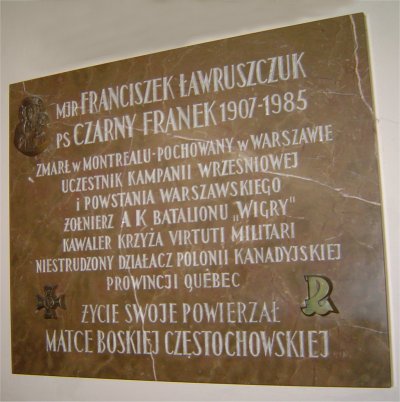 MJR FRANCISZEK ŁAWRUSZCZUK
PS CZARNY FRANEK 1907-1985
ZMARŁ W MONTREALU-POCHOWANY W WARSZAWIE
UCZESTNIK KAMPANII WRZEŚNIOWEJ
I POWSTANIA WARSZAWSKIEGO
ŻOŁNIERZ A K BATALIONU „WIGRY"
KAWALER KRZYŻA VIRTUTI MILITARI
NIESTRUDZONY DZIAŁACZ POLONII KANADYJSKIEJ
PROWINCJI QUÉBEC
ŻYCIE SWOJE POWIERZAŁ
MATCE BOSKIEJ CZĘSTOCHOWSKIEJ